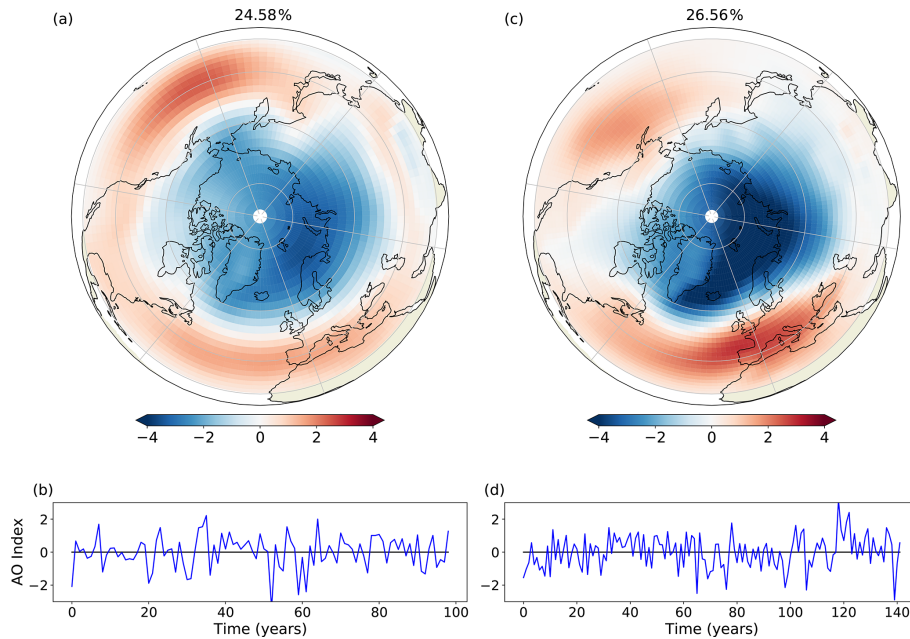 (a) 24.58% (c) 26.56%
−4 −2 0 2 4 −4 −2 0 2 4
(b) (d)
AO Index
2 0 −2 2 0 −2
0 20 40 60 80 100 0 20 40 60 80 100 120 140
Time (years) Time (years)